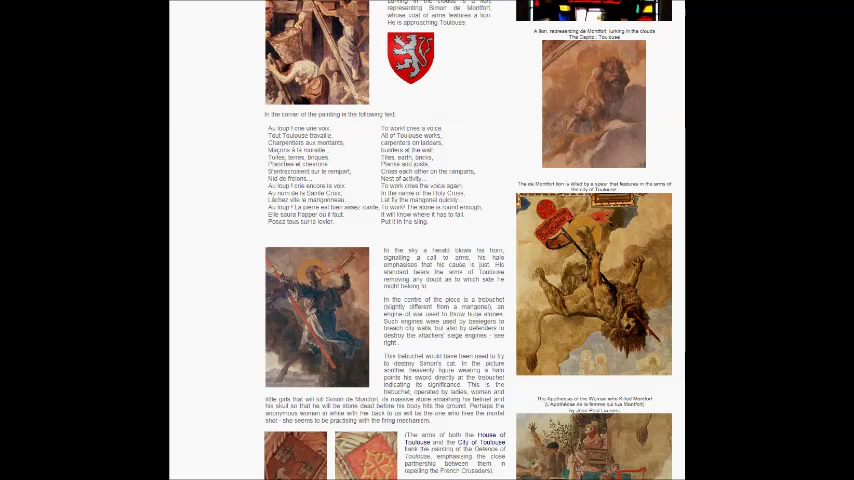 Lurking in the clouds is a lion,
representing Simon de Montfort,
whose coat of arms features a lion.
He is approaching Toulouse.
In the corner of the painting is the following text:
Au loup ! crie une voix.
Tout Toulouse travaille,
Charpentiers aux montants,
Maçons à la muraille
Tuiles, terres, briques,
Planches et chevrons
S'entrecroisent sur le rempart,
Nid de frelons...
Au loup ! crie encore la voix.
Au nom de la Sainte Croix,
Lâchez vite le mangonneau
Au loup ! La pierre est bien assez ronde,
Elle saura frapper où il faut.
Posez tous sur le levier.
To work! cries a voice,
All of Toulouse works,
carpenters on ladders,
builders at the wall
Tiles, earth, bricks,
Planks and joists,
Cross each other on the ramparts,
Nest of activity...
To work cries the voice again.
In the name of the Holy Cross,
Let fly the mangonel quickly.
To work! The stone is round enough,
It will know where it has to fall.
Put it in the sling.
In the sky a herald blows his horn,
signalling a call to arms, his halo
emphasises that his cause is just. His
standard bears the arms of Toulouse
removing any doubt as to which side he
might belong to.
In the centre of the piece is a trebuchet
(slightly different from a mangonel), an
engine of war used to throw huge stones.
Such engines were used by besiegers to
breach city walls, but also by defenders to
destroy the attackers' siege engines - see
right.
This trebuchet would have been used to try
to destroy Simon's cat. In the picture
another heavenly figure wearing a halo
points his sword directly at the trebuchet
indicating its significance. This is the
trebuchet, operated by ladies, women and
little girls that will kill Simon de Montfort, its massive stone smashing his helmet and
his skull so that he will be stone dead before his body hits the ground. Perhaps the
anonymous woman in white with her back to us will be the one who fires the mortal
shot - she seems to be practising with the firing mechanism.
(The arms of both the House of
Toulouse and the City of Toulouse
flank the painting of the Defence of
Toulouse, emphasising the close
partnership between them in
repelling the French Crusaders).
A lion, representing de Montfort, lurking in the clouds
The Capitol, Toulouse
The de Montfort lion is killed by a spear that features in the arms of
the city of Toulouse
The Apotheosis of the Woman who Killed Montfort
(L'Apothéose de la femme qui tua Montfort)
by Jean-Paul Laurens,